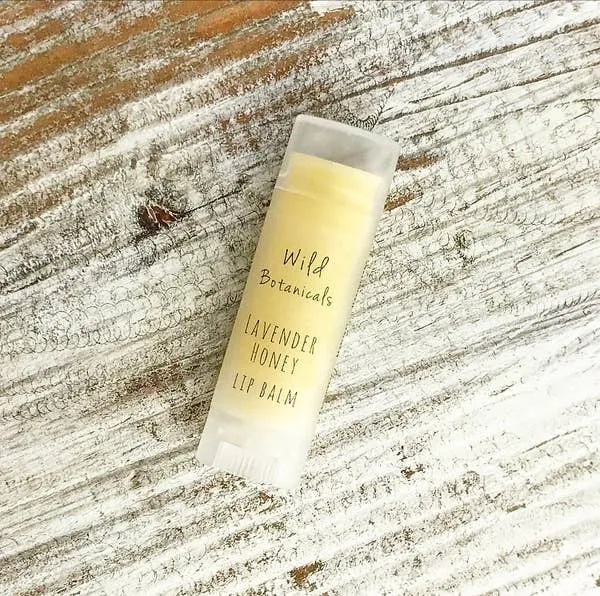 Wild
Botanicals
LAVENDER
HONEY
LIP BALM